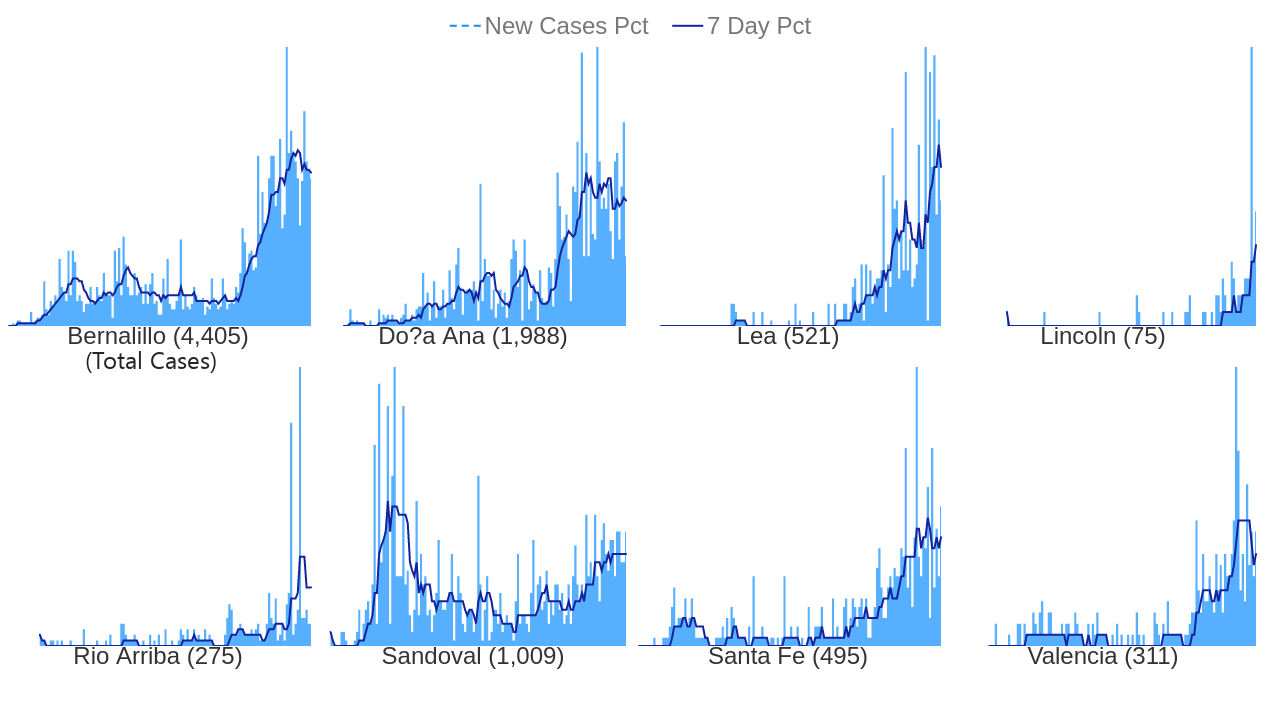 New Cases Pct 7 Day Pct
Bernalillo (4,405) Do?a Ana (1,988) Lea (521) Lincoln (75)
(Total Cases)
Rio Arriba (275) Sandoval (1,009) Santa Fe (495) Valencia (311)